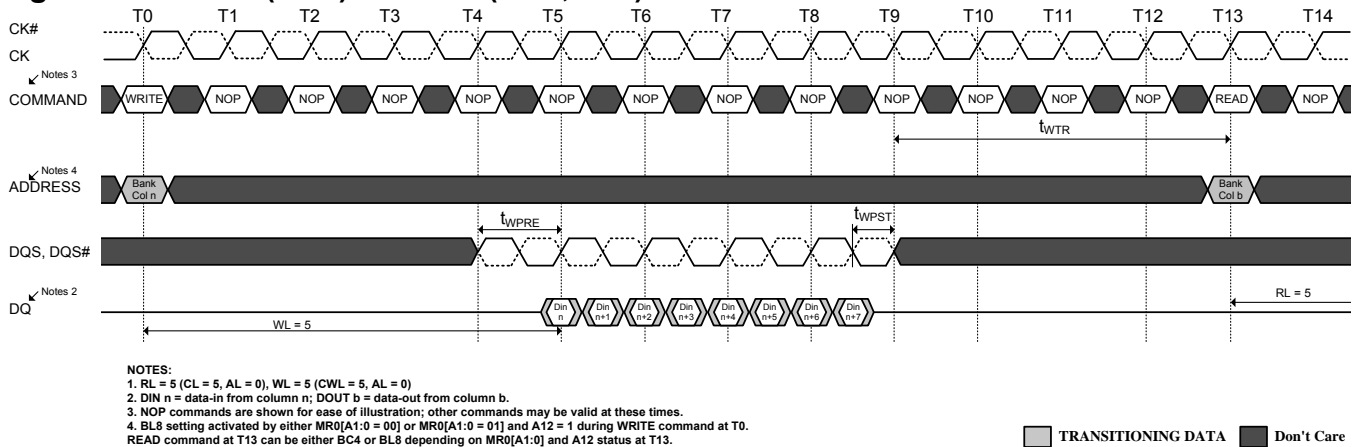 T0 T1 T2 T3 T4 T5 T6 T7 T8 T9 T10 T11 T12 T13 T14
CK#
CK
Notes 3
COMMAND WRITE NOP NOP NOP NOP NOP NOP NOP NOP NOP NOP NOP NOP READ NOP
tWTR
Notes 4
ADDRESS
Bank Col n
Bank Col b
tWPRE tWPST
DQS, DQS#
Notes 2
DQ
Din n
Din n+1
Din n+2
Din n+3
Din n+4
Din n+5
Din n+6
Din n+7
RL = 5
WL = 5
NOTES:
1. RL = 5 (CL = 5, AL = 0), WL = 5 (CWL = 5, AL = 0)
2. DIN n = data-in from column n; DOUT b = data-out from column b.
3. NOP commands are shown for ease of illustration; other commands may be valid at these times.
4. BL8 setting activated by either MR0[A1:0 = 00] or MR0[A1:0 = 01] and A12 = 1 during WRITE command at T0.
READ command at T13 can be either BC4 or BL8 depending on MR0[A1:0] and A12 status at T13.
TRANSITIONING DATA Don't Care